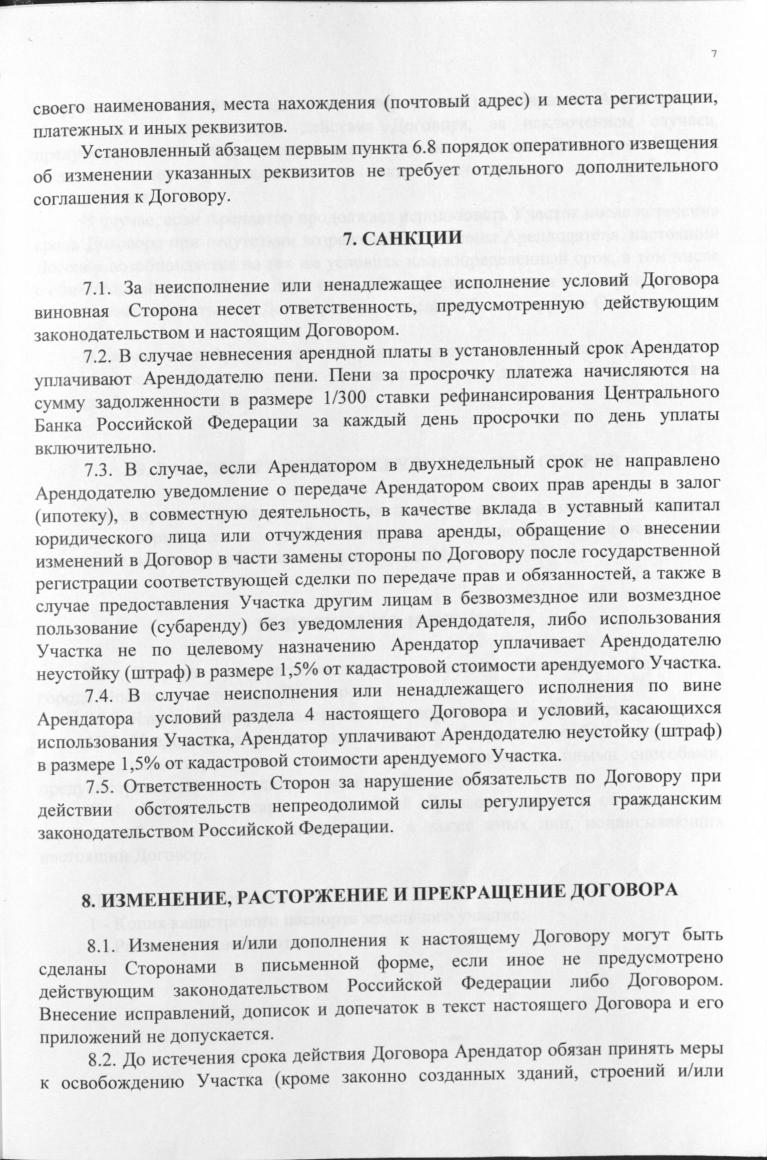 7
своего наименования, места нахождения (почтовый адрес) и места регистрации,
платежных и иных реквизитов.
Установленный абзацем первым пункта 6.8 порядок оперативного извещения
об изменении указанных реквизитов не требует отдельного дополнительного
соглашения к Договору.
7. САНКЦИИ
7.1. За неисполнение или ненадлежащее исполнение условий Договора
виновная Сторона несет ответственность, предусмотренную действующим
законодательством и настоящим Договором.
7.2. В случае невнесения арендной платы в установленный срок Арендатор
уплачивают Арендодателю пени. Пени за просрочку платежа начисляются на
сумму задолженности в размере 1/300 ставки рефинансирования Центрального
Банка Российской Федерации за каждый день просрочки по день уплаты
включительно.
7.3. В случае, если Арендатором в двухнедельный срок не направлено
Арендодателю уведомление о передаче Арендатором своих прав аренды в залог
(ипотеку), в совместную деятельность, в качестве вклада в уставный капитал
юридического лица или отчуждения права аренды, обращение о внесении
изменений в Договор в части замены стороны по Договору после государственной
регистрации соответствующей сделки по передаче прав и обязанностей, а также в
случае предоставления Участка другим лицам в безвозмездное или возмездное
пользование (субаренду) без уведомления Арендодателя, либо использования
Участка не по целевому назначению Арендатор уплачивает Арендодателю
неустойку (штраф) в размере 1,5% от кадастровой стоимости арендуемого Участка.
7.4. В случае неисполнения или ненадлежащего исполнения по вине
Арендатора условий раздела 4 настоящего Договора и условий, касающихся
использования Участка, Арендатор уплачивают Арендодателю неустойку (штраф)
в размере 1,5% от кадастровой стоимости арендуемого Участка.
7.5. Ответственность Сторон за нарушение обязательств по Договору при
действии обстоятельств непреодолимой силы регулируется гражданским
законодательством Российской Федерации.
8. ИЗМЕНЕНИЕ, РАСТОРЖЕНИЕ И ПРЕКРАЩЕНИЕ ДОГОВОРА
8.1. Изменения и/или дополнения к настоящему Договору могут быть
сделаны Сторонами в письменной форме, если иное не предусмотрено
действующим законодательством Российской Федерации либо Договором.
Внесение исправлений, дописок и допечаток в текст настоящего Договора и его
приложений не допускается.
8.2. До истечения срока действия Договора Арендатор обязан принять меры
к освобождению Участка (кроме законно созданных зданий, строений и/или